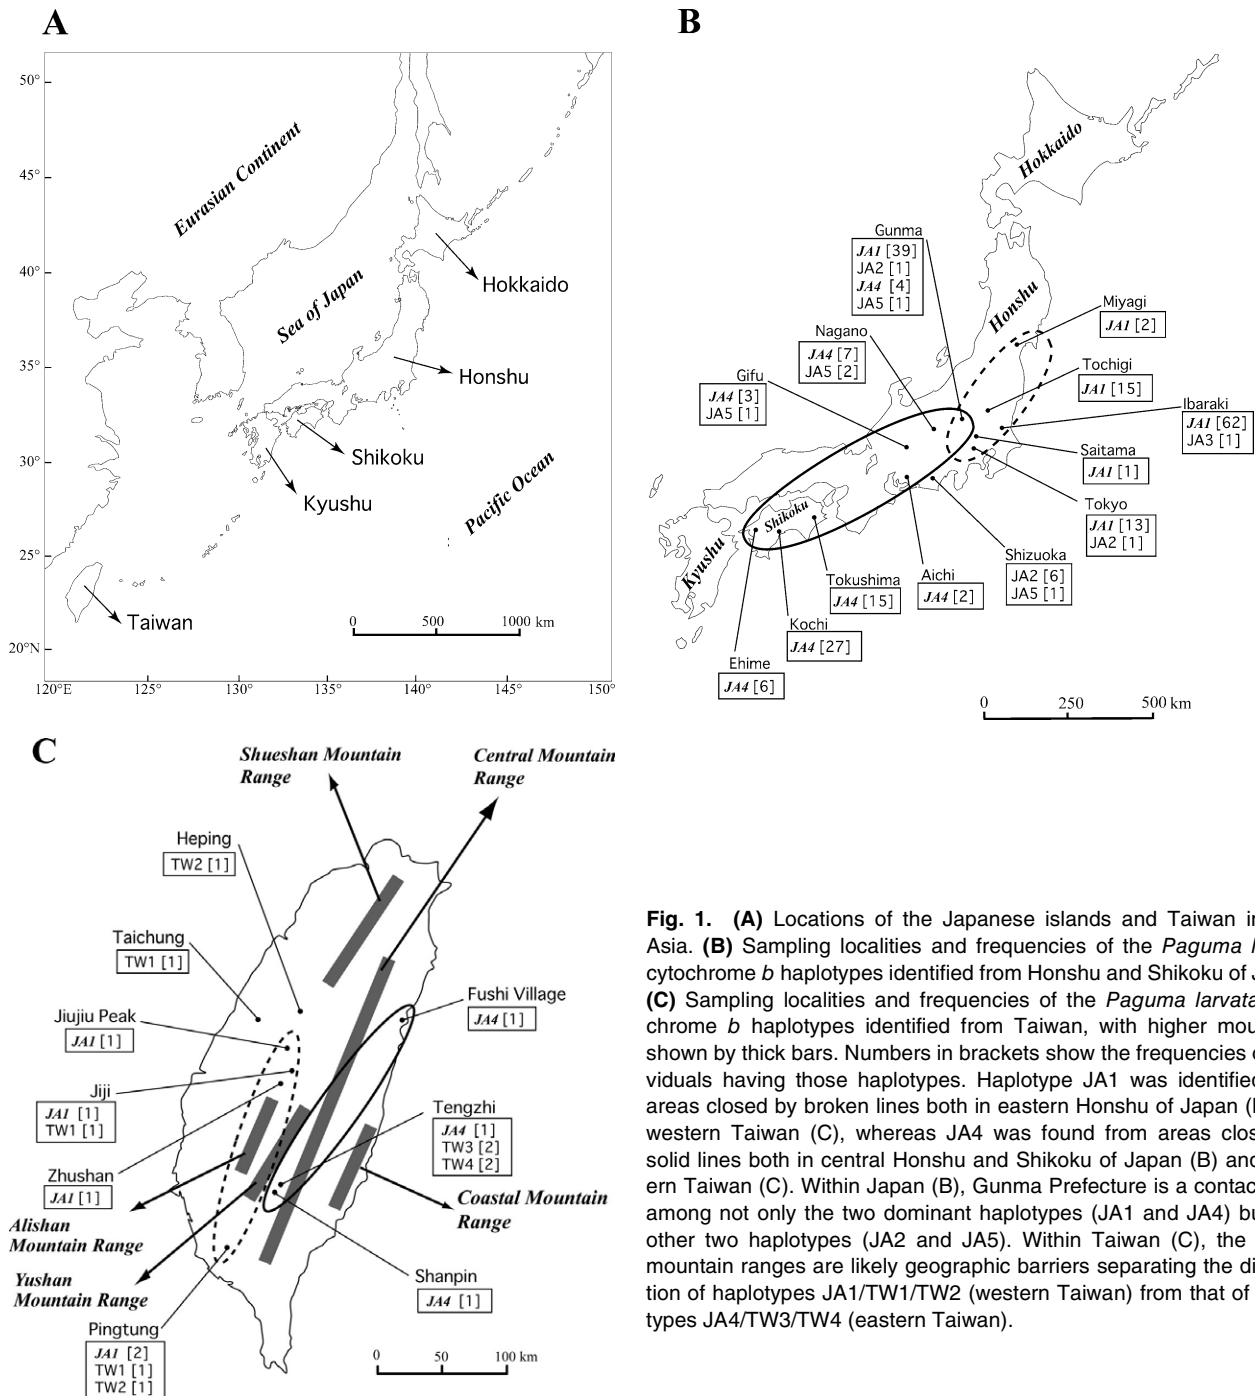 A
50°
45°
40°
35°
30°
25°
20°N
120°E
125°
130°
135°
140°
145°
150°
Eurasian Continent
Sea of Japan
Pacific Ocean
Hokkaido
Honshu
Shikoku
Kyushu
Taiwan
0 500 1000 km
B
Hokkaido
Honshu
Shikoku
Kyushu
Gunma
JA1 [39]
JA2 [1]
JA4 [4]
JA5 [1]
Nagano
JA4 [7]
JA5 [2]
Gifu
JA4 [3]
JA5 [1]
Miyagi
JA1 [2]
Tochigi
JA1 [15]
Ibaraki
JA1 [62]
JA3 [1]
Saitama
JA1 [1]
Tokyo
JA1 [13]
JA2 [1]
Shizuoka
JA2 [6]
JA5 [1]
Aichi
JA4 [2]
Tokushima
JA4 [15]
Kochi
JA4 [27]
Ehime
JA4 [6]
0 250 500 km
C
Shueshan Mountain
Range
Central Mountain
Range
Heping
TW2 [1]
Taichung
TW1 [1]
Jiujiu Peak
JA1 [1]
Jiji
JA1 [1]
TW1 [1]
Zhushan
JA1 [1]
Alishan
Mountain Range
Yushan
Mountain Range
Pingtung
JA1 [2]
TW1 [1]
TW2 [1]
Fushi Village
JA4 [1]
Tengzhi
JA4 [1]
TW3 [2]
TW4 [2]
Coastal Mountain
Range
Shanpin
JA4 [1]
0 50 100 km
Fig. 1. (A) Locations of the Japanese islands and Taiwan in
Asia. (B) Sampling localities and frequencies of the Paguma l
cytochrome b haplotypes identified from Honshu and Shikoku of J
(C) Sampling localities and frequencies of the Paguma larvata
chrome b haplotypes identified from Taiwan, with higher mou
shown by thick bars. Numbers in brackets show the frequencies o
viduals having those haplotypes. Haplotype JA1 was identified
areas closed by broken lines both in eastern Honshu of Japan (
western Taiwan (C), whereas JA4 was found from areas clos
solid lines both in central Honshu and Shikoku of Japan (B) and
ern Taiwan (C). Within Japan (B), Gunma Prefecture is a contac
among not only the two dominant haplotypes (JA1 and JA4) bu
other two haplotypes (JA2 and JA5). Within Taiwan (C), the
mountain ranges are likely geographic barriers separating the di
tion of haplotypes JA1/TW1/TW2 (western Taiwan) from that of
types JA4/TW3/TW4 (eastern Taiwan).